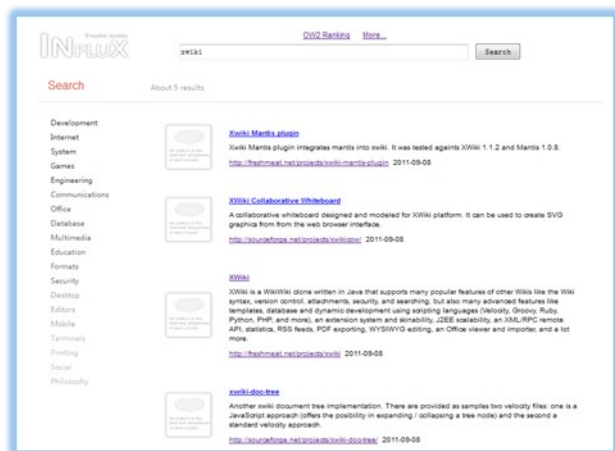 Trustie Inside
INFLUX
OW2 Ranking More...
xwiki Search
Search About 5 results
Development
Internet
System
Games
Engineering
Communications
Office
Database
Multimedia
Education
Formats
Security
Desktop
Editors
Mobile
Terminals
Printing
Social
Philosophy
Xwiki Mantis plugin
Xwiki Mantis plugin integrates mantis into xwiki. It was tested againts XWiki 1.1.2 and Mantis 1.0.8.
http://freshmeat.net/projects/xwiki-mantis-plugin 2011-09-08
XWiki Collaborative Whiteboard
A collaborative whiteboard designed and modeled for XWiki platform. It can be used to create SVG
graphics from from the web browser interface.
http://sourceforge.net/projects/xwikicow/ 2011-09-08
XWiki
XWiki is a WikiWiki clone written in Java that supports many popular features of other Wikis like the Wiki
syntax, version control, attachments, security, and searching, but also many advanced features like
templates, database and dynamic development using scripting languages (Velocity, Groovy, Ruby,
Python, PHP, and more), an extension system and skinability, J2EE scalability, an XML/RPC remote
API, statistics, RSS feeds, PDF exporting, WYSIWYG editing, an Office viewer and importer, and a lot
more.
http://freshmeat.net/projects/xwiki 2011-09-08
xwiki-doc-tree
Another xwiki document tree implementation. There are provided as samples two velocity files: one is a
JavaScript approach (offers the posibility in expanding / collapsing a tree node) and the second a
standard velocity approach.
http://sourceforge.net/projects/xwiki-doc-tree/ 2011-09-08